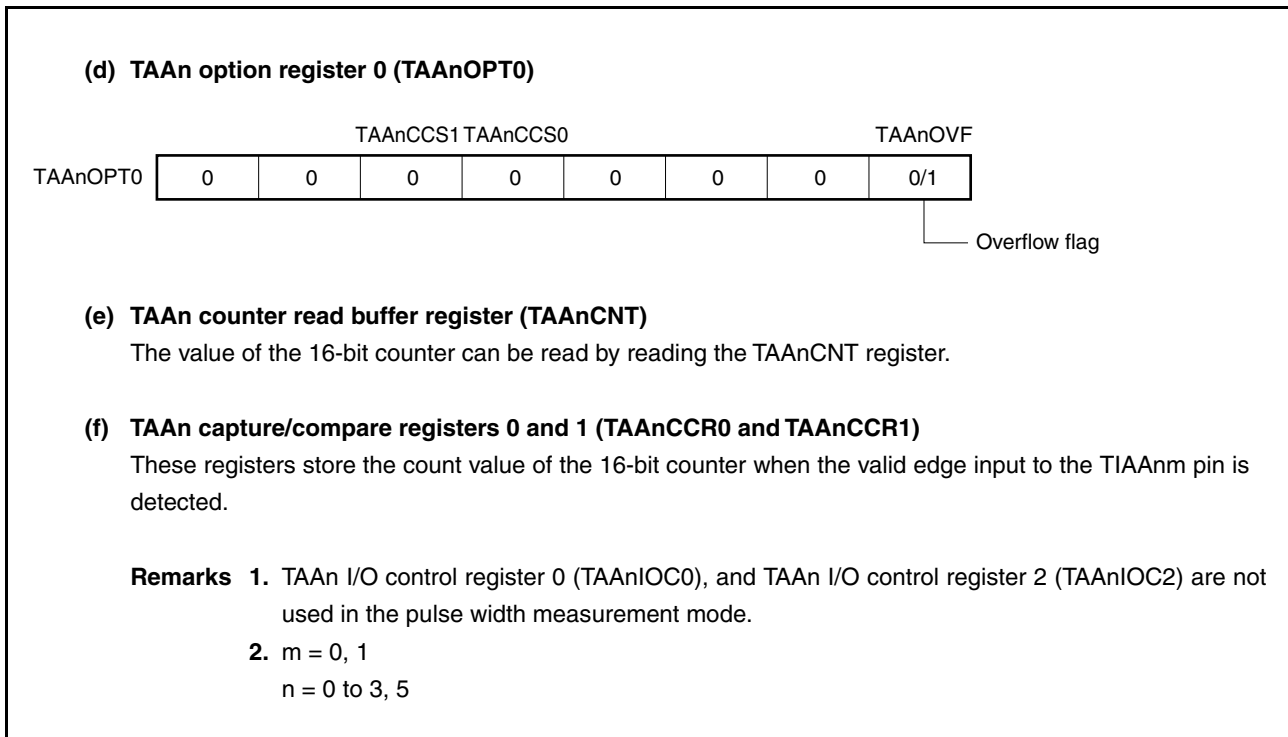 (d) TAAn option register 0 (TAAnOPT0)
TAAnCCS1 TAAnCCS0 TAAnOVF
TAAnOPT0 0 0 0 0 0 0 0 0/1
Overflow flag
(e) TAAn counter read buffer register (TAAnCNT)
The value of the 16-bit counter can be read by reading the TAAnCNT register.
(f) TAAn capture/compare registers 0 and 1 (TAAnCCR0 and TAAnCCR1)
These registers store the count value of the 16-bit counter when the valid edge input to the TIAAnm pin is
detected.
Remarks 1. TAAn I/O control register 0 (TAAnIOC0), and TAAn I/O control register 2 (TAAnIOC2) are not
used in the pulse width measurement mode.
2. m = 0, 1
n = 0 to 3, 5